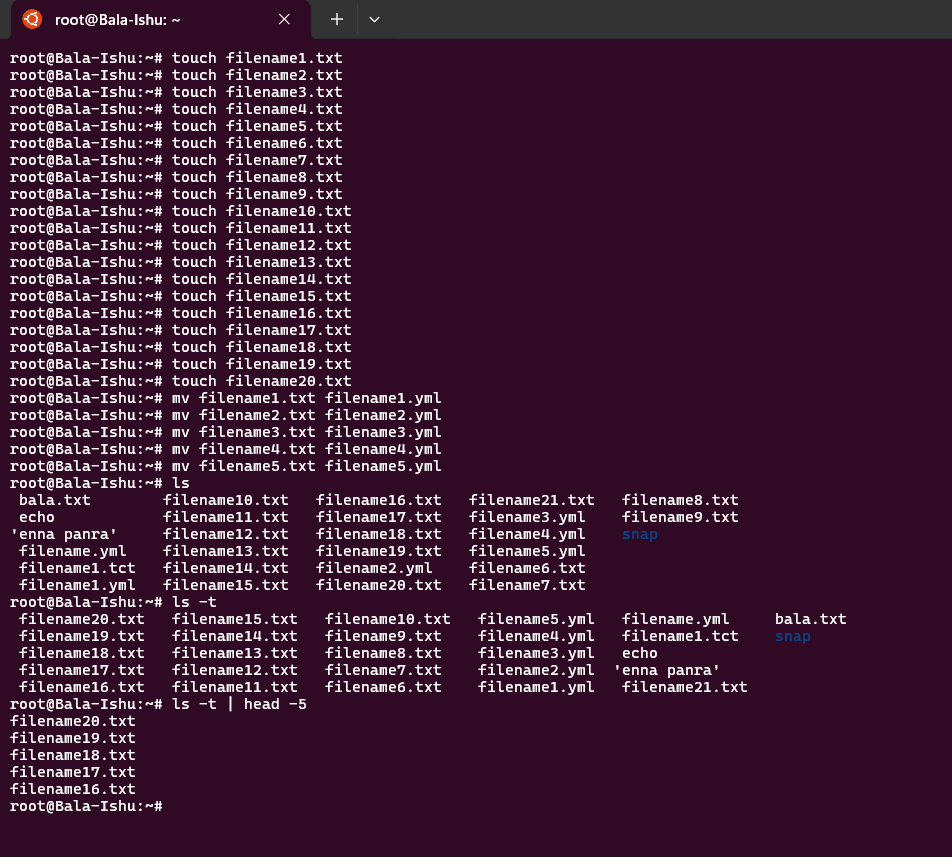 root@Bala-Ishu: ~
root@Bala-Ishu:~# touch filename1.txt
root@Bala-Ishu:~# touch filename2.txt
root@Bala-Ishu:~# touch filename3.txt
root@Bala-Ishu:~# touch filename4.txt
root@Bala-Ishu:~# touch filename5.txt
root@Bala-Ishu:~# touch filename6.txt
root@Bala-Ishu:~# touch filename7.txt
root@Bala-Ishu:~# touch filename8.txt
root@Bala-Ishu:~# touch filename9.txt
root@Bala-Ishu:~# touch filename10.txt
root@Bala-Ishu:~# touch filename11.txt
root@Bala-Ishu:~# touch filename12.txt
root@Bala-Ishu:~# touch filename13.txt
root@Bala-Ishu:~# touch filename14.txt
root@Bala-Ishu:~# touch filename15.txt
root@Bala-Ishu:~# touch filename16.txt
root@Bala-Ishu:~# touch filename17.txt
root@Bala-Ishu:~# touch filename18.txt
root@Bala-Ishu:~# touch filename19.txt
root@Bala-Ishu:~# touch filename20.txt
root@Bala-Ishu:~# mv filename1.txt filename1.yml
root@Bala-Ishu:~# mv filename2.txt filename2.yml
root@Bala-Ishu:~# mv filename3.txt filename3.yml
root@Bala-Ishu:~# mv filename4.txt filename4.yml
root@Bala-Ishu:~# mv filename5.txt filename5.yml
root@Bala-Ishu:~# ls
 bala.txt        filename10.txt   filename16.txt   filename21.txt   filename8.txt
 echo            filename11.txt   filename17.txt   filename3.yml    filename9.txt
'enna panra'     filename12.txt   filename18.txt   filename4.yml    snap
 filename.yml    filename13.txt   filename19.txt   filename5.yml
 filename1.tct   filename14.txt   filename2.yml    filename6.txt
 filename1.yml   filename15.txt   filename20.txt   filename7.txt
root@Bala-Ishu:~# ls -t
 filename20.txt   filename15.txt   filename10.txt   filename5.yml   filename.yml    bala.txt
 filename19.txt   filename14.txt   filename9.txt    filename4.yml   filename1.tct   snap
 filename18.txt   filename13.txt   filename8.txt    filename3.yml   echo
 filename17.txt   filename12.txt   filename7.txt    filename2.yml  'enna panra'
 filename16.txt   filename11.txt   filename6.txt    filename1.yml   filename21.txt
root@Bala-Ishu:~# ls -t | head -5
filename20.txt
filename19.txt
filename18.txt
filename17.txt
filename16.txt
root@Bala-Ishu:~#